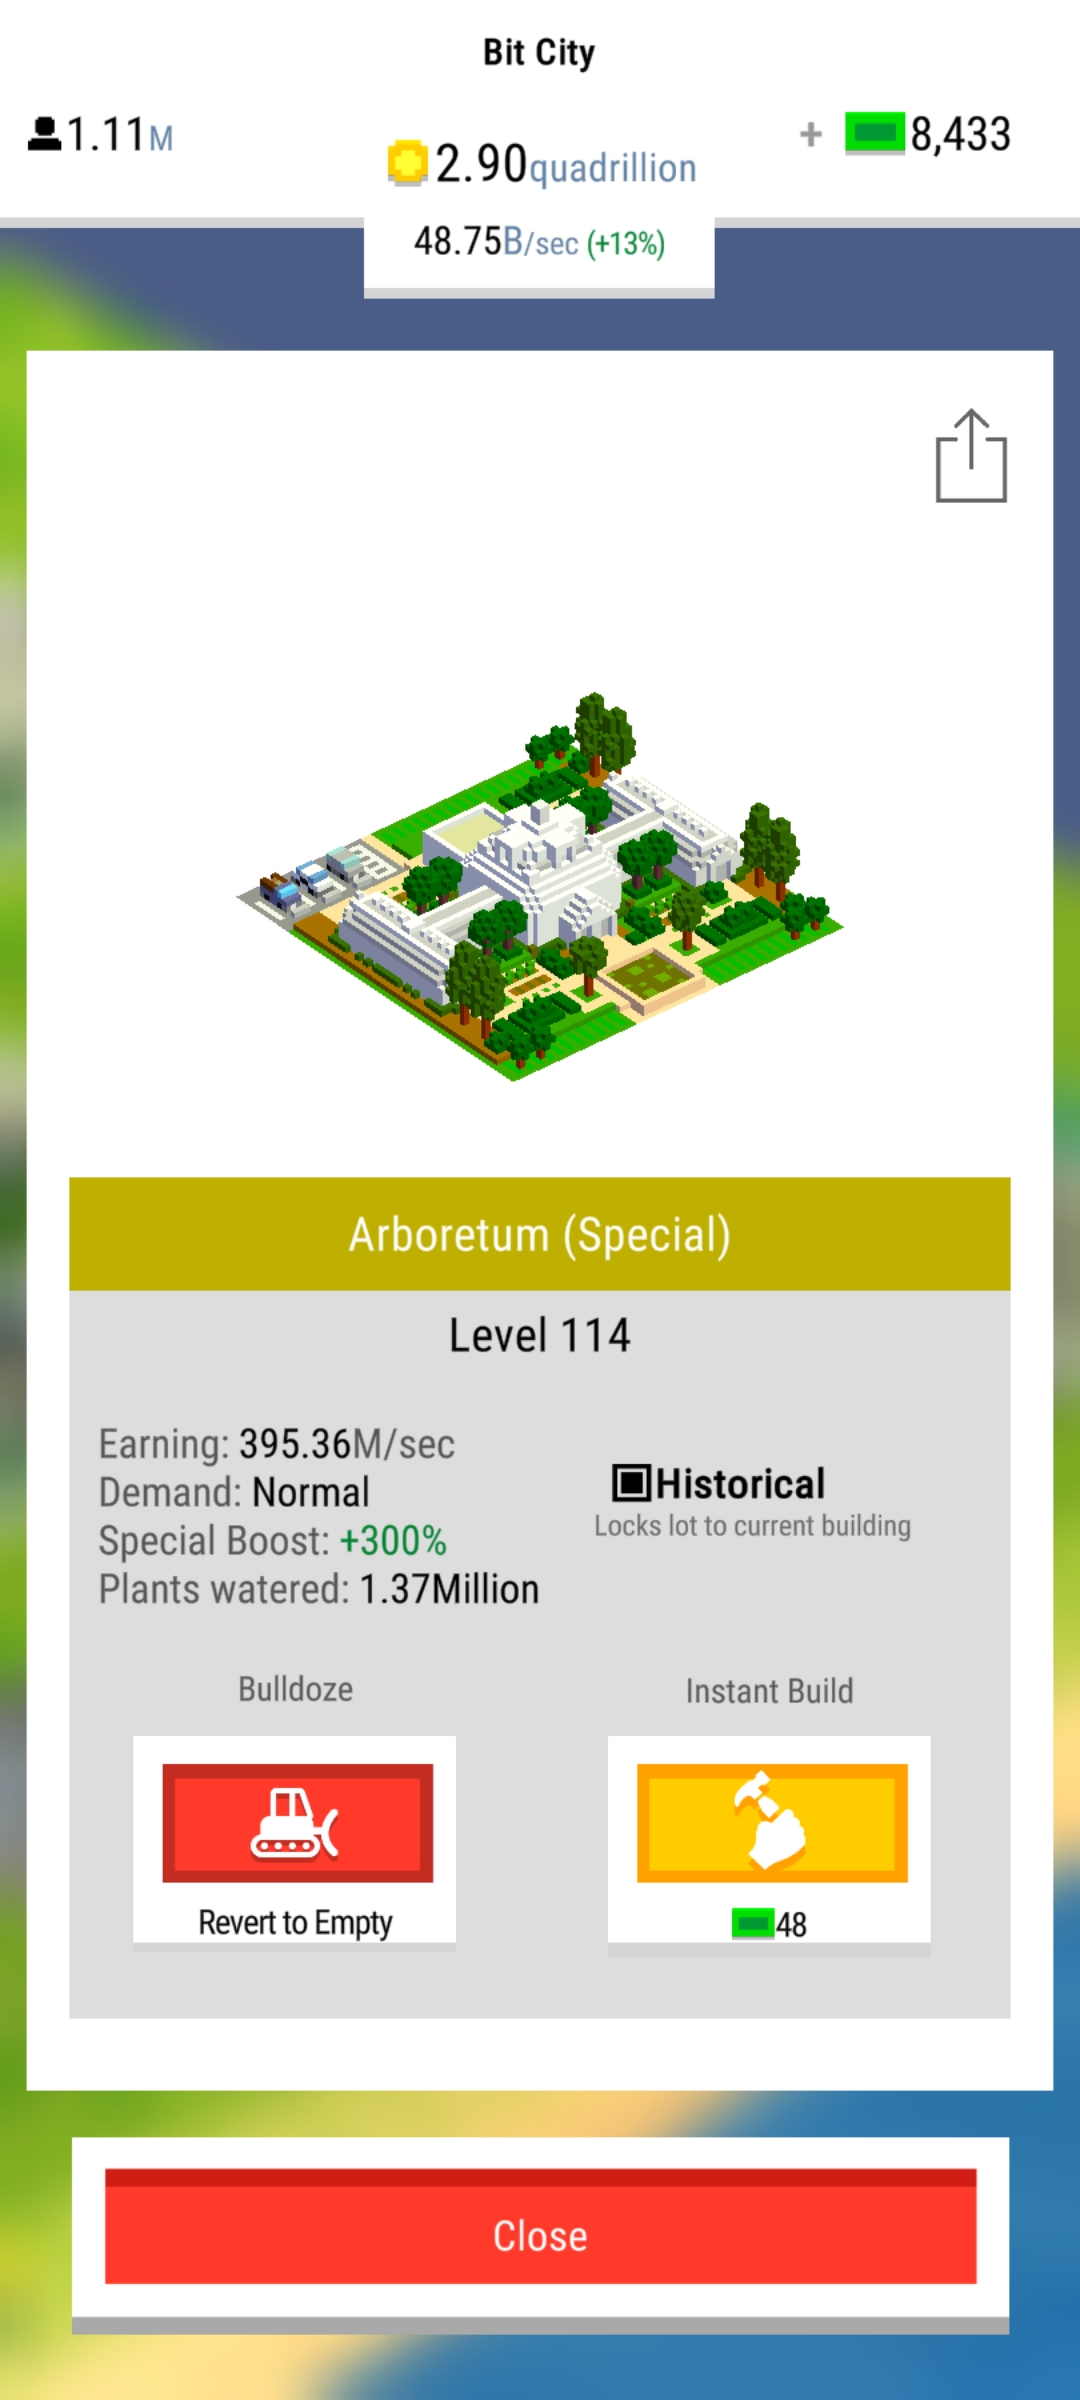 Bit City
1.11M
2.90quadrillion
+ 8,433
48.75B/sec (+13%)
Arboretum (Special)
Level 114
Earning: 395.36M/sec
Demand: Normal
Special Boost: +300%
Plants watered: 1.37Million
Historical
Locks lot to current building
Bulldoze
Instant Build
Revert to Empty
48
Close